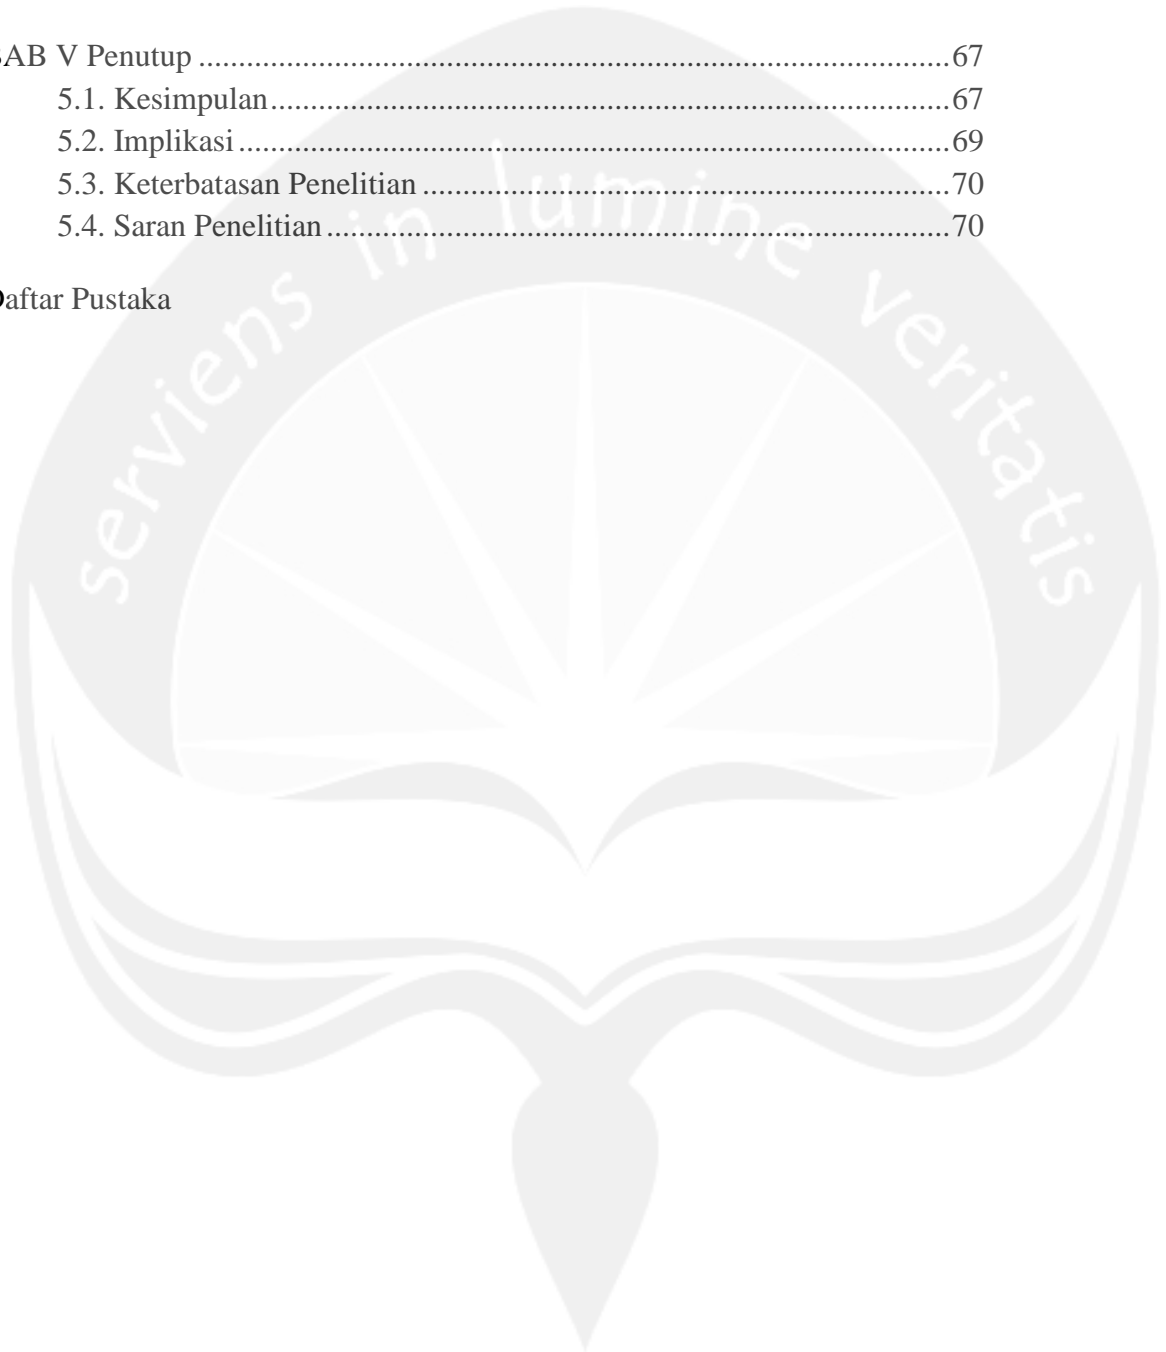 BAB V Penutup ........................................................................................... 67
5.1. Kesimpulan ................................................................................... 67
5.2. Implikasi ....................................................................................... 69
5.3. Keterbatasan Penelitian ................................................................ 70
5.4. Saran Penelitian ............................................................................ 70
Daftar Pustaka
serviens in lumine veritatis